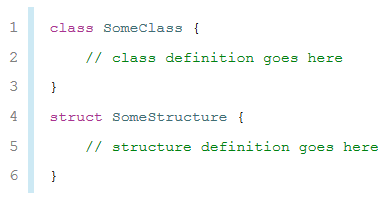 1 class SomeClass {
2     // class definition goes here
3 }
4 struct SomeStructure {
5     // structure definition goes here
6 }